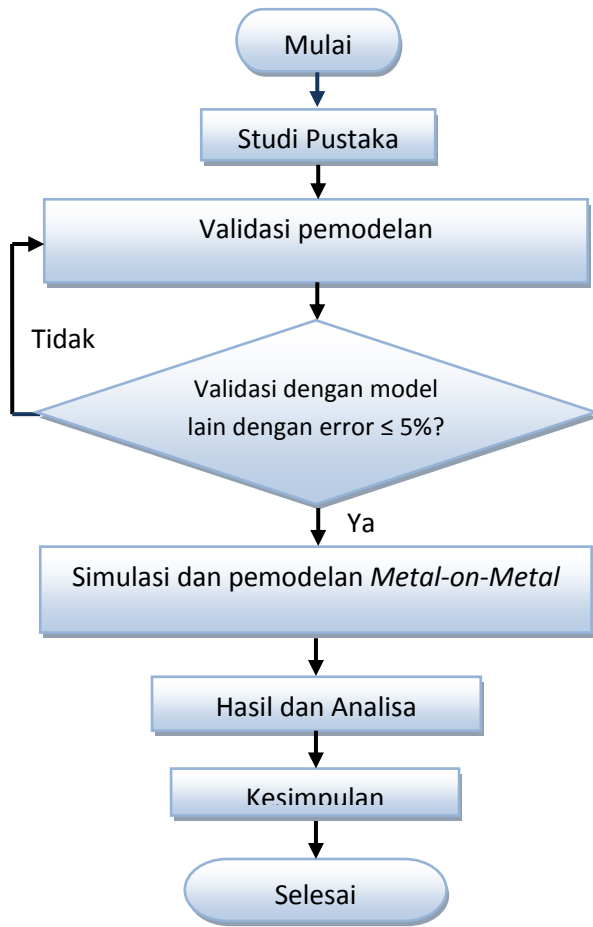 Mulai
Studi Pustaka
Validasi pemodelan
Tidak
Validasi dengan model
lain dengan error ≤ 5%?
Ya
Simulasi dan pemodelan Metal-on-Metal
Hasil dan Analisa
Kesimpulan
Selesai